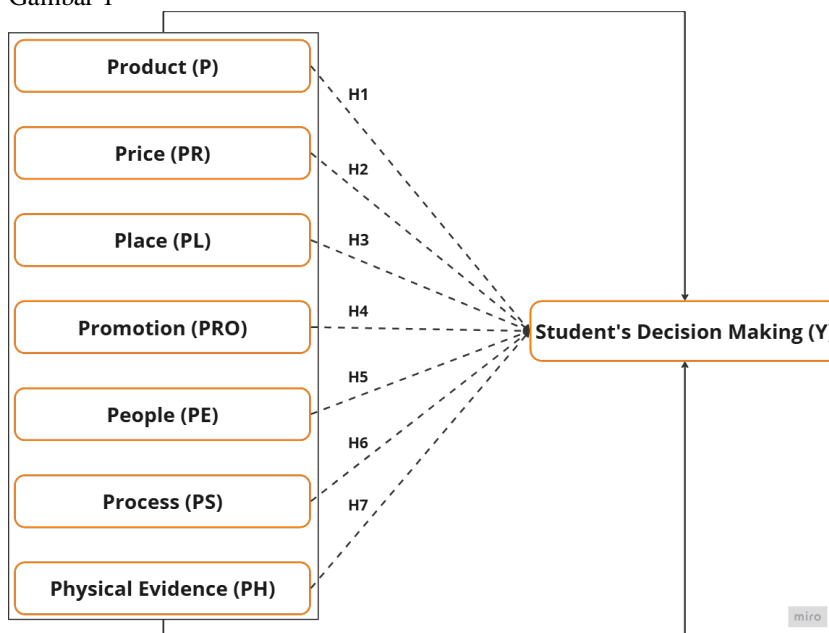 Gambar 1
Product (P)
H1
Price (PR)
H2
Place (PL)
H3
Promotion (PRO)
H4
Student's Decision Making (Y)
People (PE)
H5
H6
Process (PS)
H7
Physical Evidence (PH)
miro